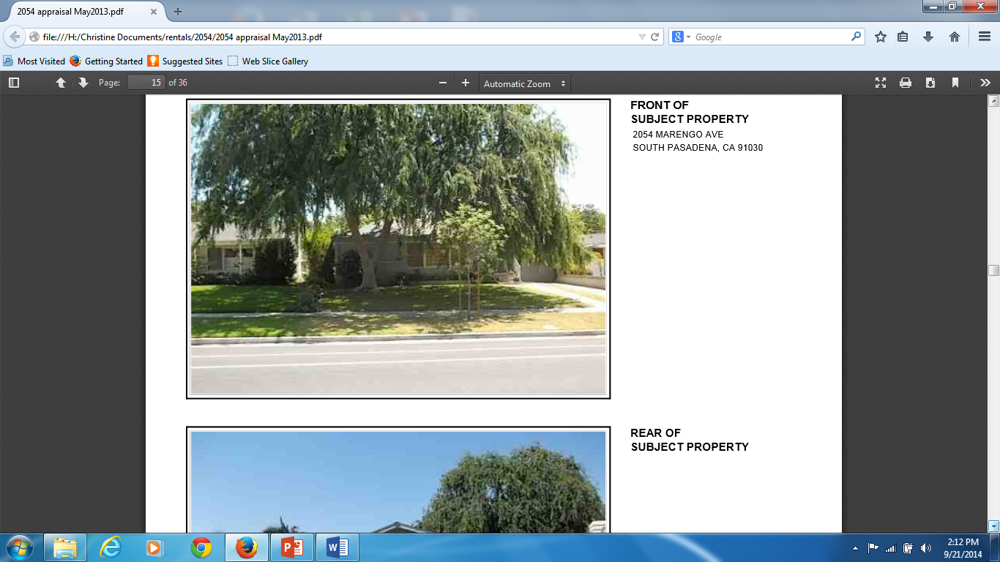 2054 appraisal May2013.pdf
file:///H:/Christine Documents/rentals/2054/2054 appraisal May2013.pdf
Google
Most Visited
Getting Started
Suggested Sites
Web Slice Gallery
Page: 15 of 36
Automatic Zoom
FRONT OF
SUBJECT PROPERTY
2054 MARENGO AVE
SOUTH PASADENA, CA 91030
REAR OF
SUBJECT PROPERTY
2:12 PM
9/21/2014